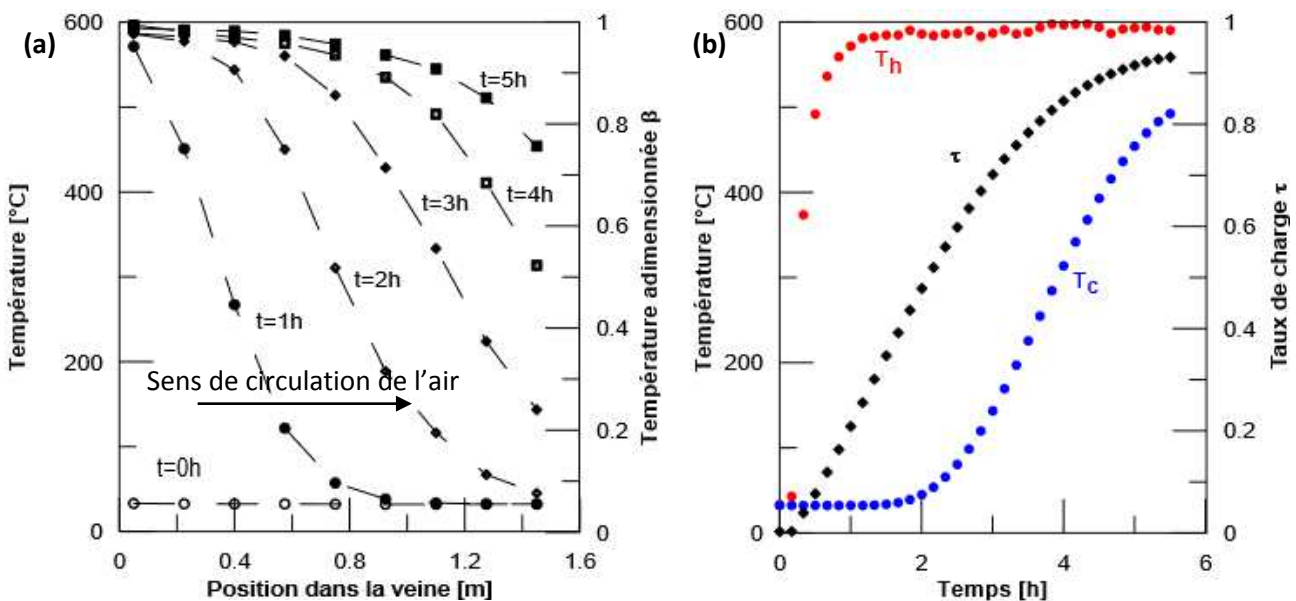 (a)
600
400
200
0
Température [°C]
0
0.4
0.8
1.2
1.6
Position dans la veine [m]
1
0.8
0.6
0.4
0.2
0
Température adimensionnée β
t=5h
t=4h
t=3h
t=2h
t=1h
Sens de circulation de l'air
t=0h
(b)
600
400
200
0
Température [°C]
0
2
4
6
Temps [h]
1
0.8
0.6
0.4
0.2
0
Taux de charge τ
Th
τ
Tc